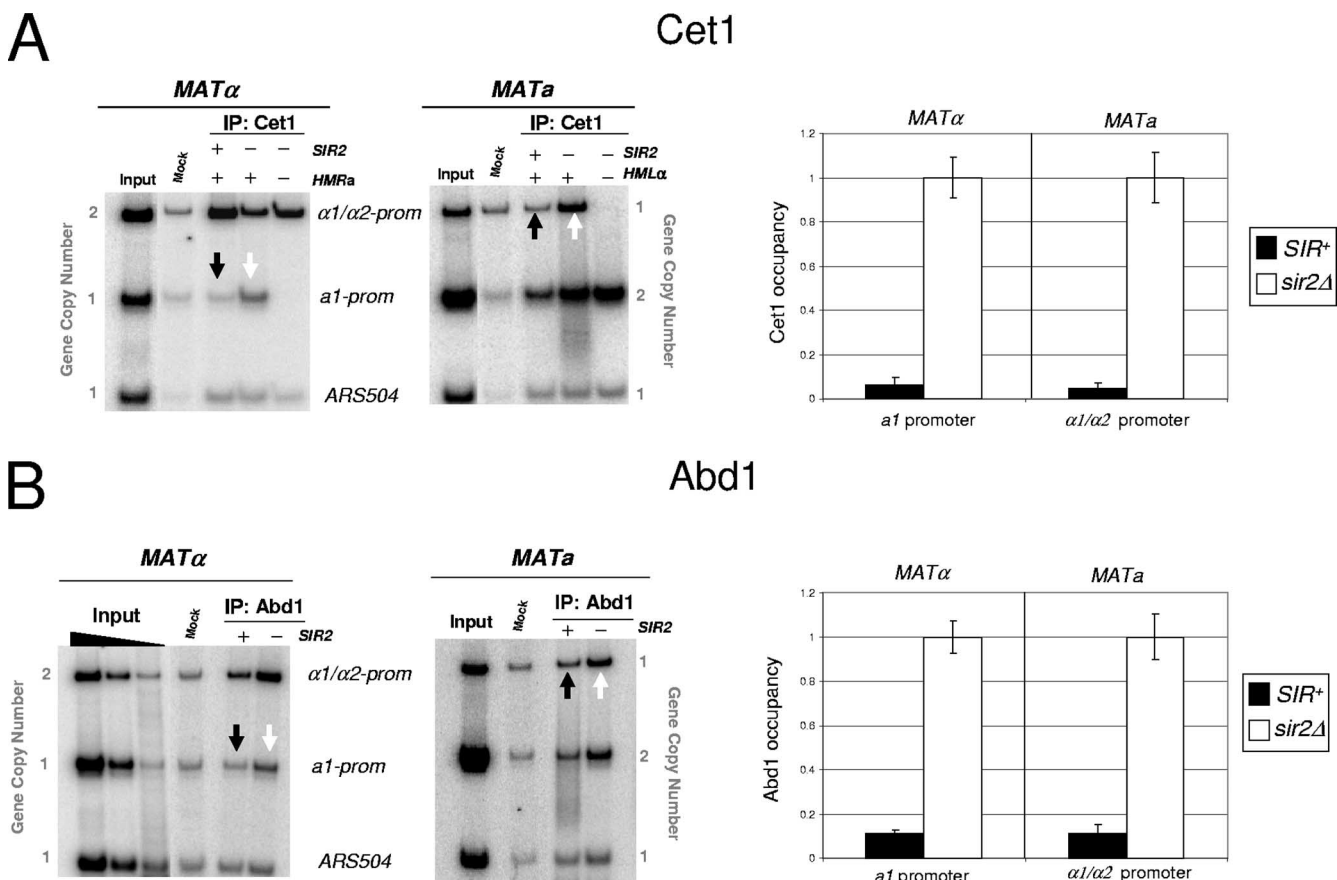 A
Cet1
MATα
MATa
IP: Cet1
IP: Cet1
Input
Mock
+ − −
SIR2
+ + −
HMRa
Input
Mock
+ − −
SIR2
+ + −
HMLα
Gene Copy Number
2
α1/α2-prom
1
1
a1-prom
2
1
ARS504
1
Gene Copy Number
MATα
MATa
Cet1 occupancy
1.2
1
0.8
0.6
0.4
0.2
0
a1 promoter
α1/α2 promoter
SIR+
sir2Δ
B
Abd1
MATα
MATa
Input
Mock
IP: Abd1
+ −
SIR2
Input
Mock
IP: Abd1
+ −
SIR2
Gene Copy Number
2
α1/α2-prom
1
1
a1-prom
2
1
ARS504
1
Gene Copy Number
MATα
MATa
Abd1 occupancy
1.2
1
0.8
0.6
0.4
0.2
0
a1 promoter
α1/α2 promoter
SIR+
sir2Δ